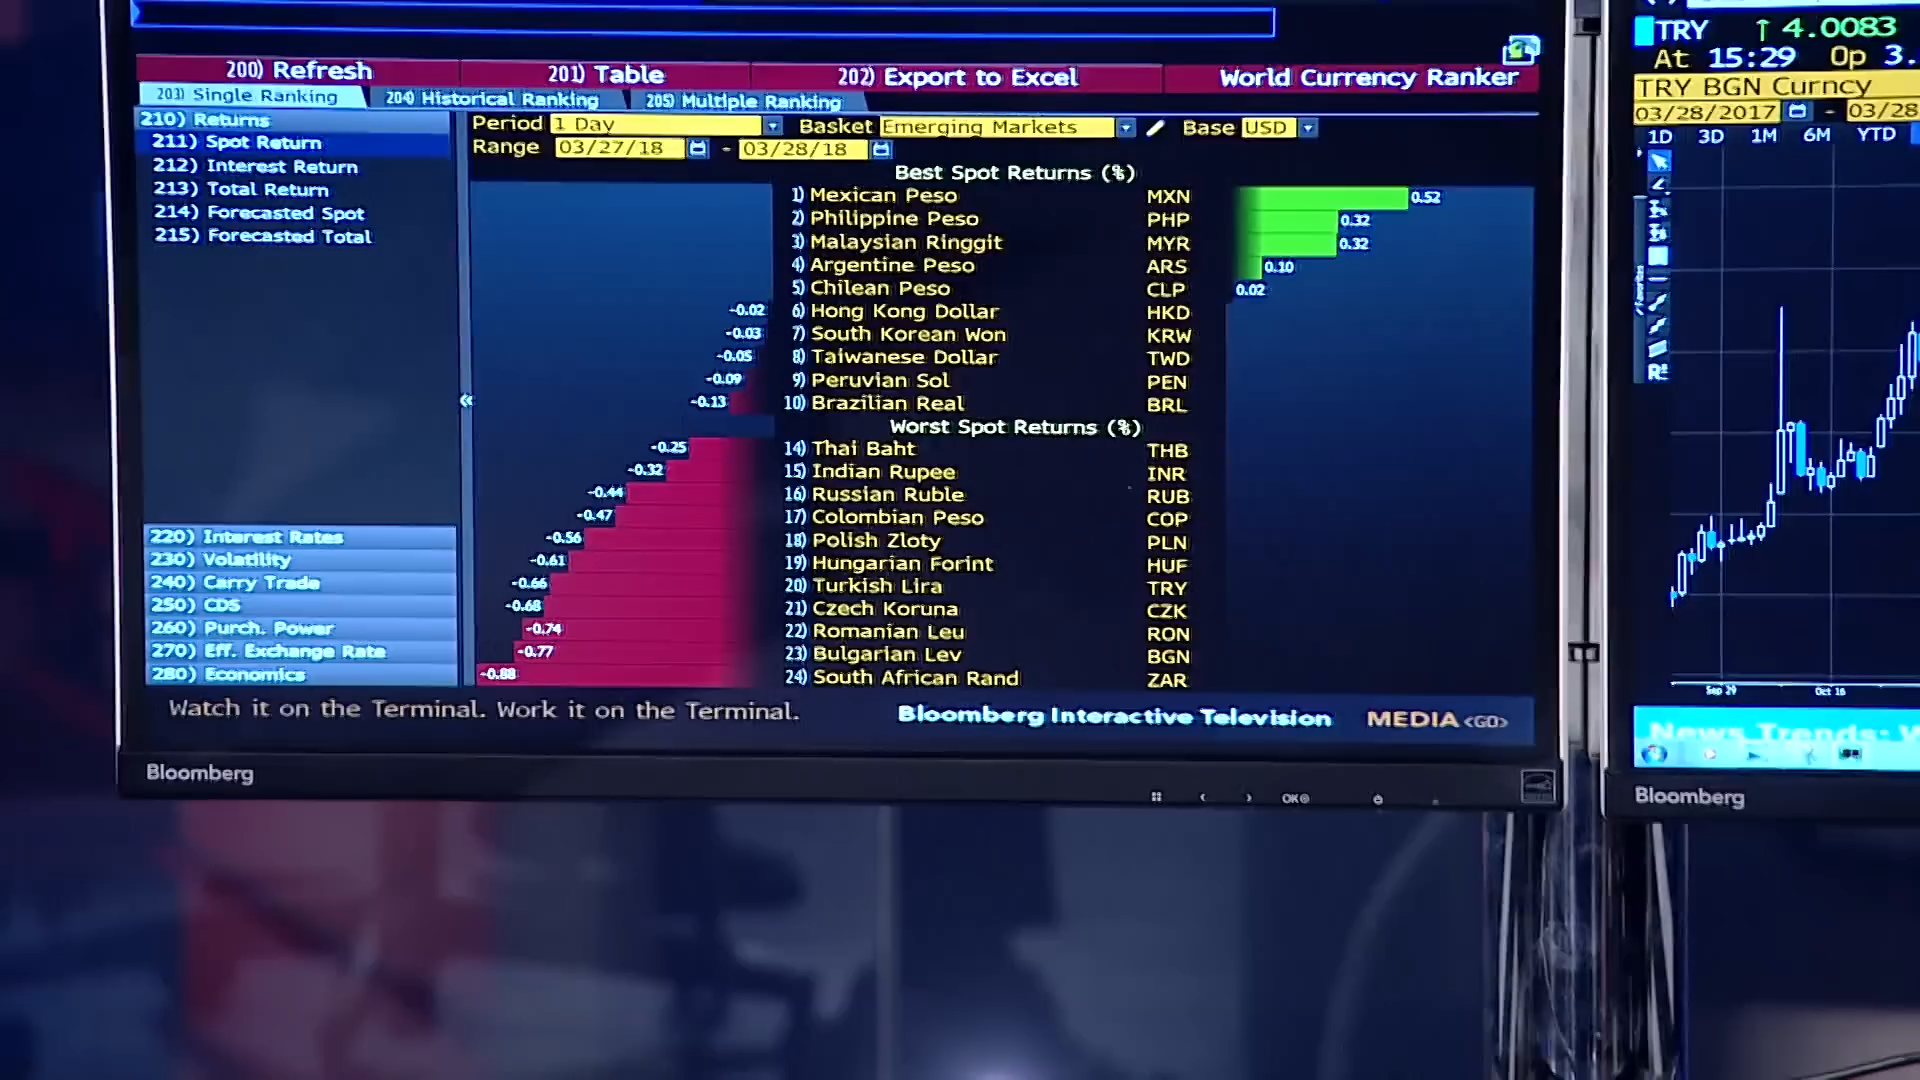 200) Refresh 201) Table 202) Export to Excel World Currency Ranker
203) Single Ranking 204) Historical Ranking 205) Multiple Ranking
210) Returns
211) Spot Return
212) Interest Return
213) Total Return
214) Forecasted Spot
215) Forecasted Total
220) Interest Rates
230) Volatility
240) Carry Trade
250) CDS
260) Purch. Power
270) Eff. Exchange Rate
280) Economics
Period 1 Day Basket Emerging Markets Base USD
Range 03/27/18 - 03/28/18
Best Spot Returns (%)
1) Mexican Peso MXN 0.52
2) Philippine Peso PHP 0.32
3) Malaysian Ringgit MYR 0.32
4) Argentine Peso ARS 0.10
5) Chilean Peso CLP 0.02
-0.02 6) Hong Kong Dollar HKD
-0.03 7) South Korean Won KRW
-0.05 8) Taiwanese Dollar TWD
-0.09 9) Peruvian Sol PEN
-0.13 10) Brazilian Real BRL
Worst Spot Returns (%)
-0.25 14) Thai Baht THB
-0.32 15) Indian Rupee INR
-0.44 16) Russian Ruble RUB
-0.47 17) Colombian Peso COP
-0.56 18) Polish Zloty PLN
-0.61 19) Hungarian Forint HUF
-0.66 20) Turkish Lira TRY
-0.68 21) Czech Koruna CZK
-0.74 22) Romanian Leu RON
-0.77 23) Bulgarian Lev BGN
-0.88 24) South African Rand ZAR
Watch it on the Terminal. Work it on the Terminal. Bloomberg Interactive Television MEDIA <GO>
Bloomberg
OK
TRY ↑ 4.0083
At 15:29 Op 3.
TRY BGN Curncy
03/28/2017 - 03/28
1D 3D 1M 6M YTD
Sep 29 Oct 16
News Trends:
Bloomberg